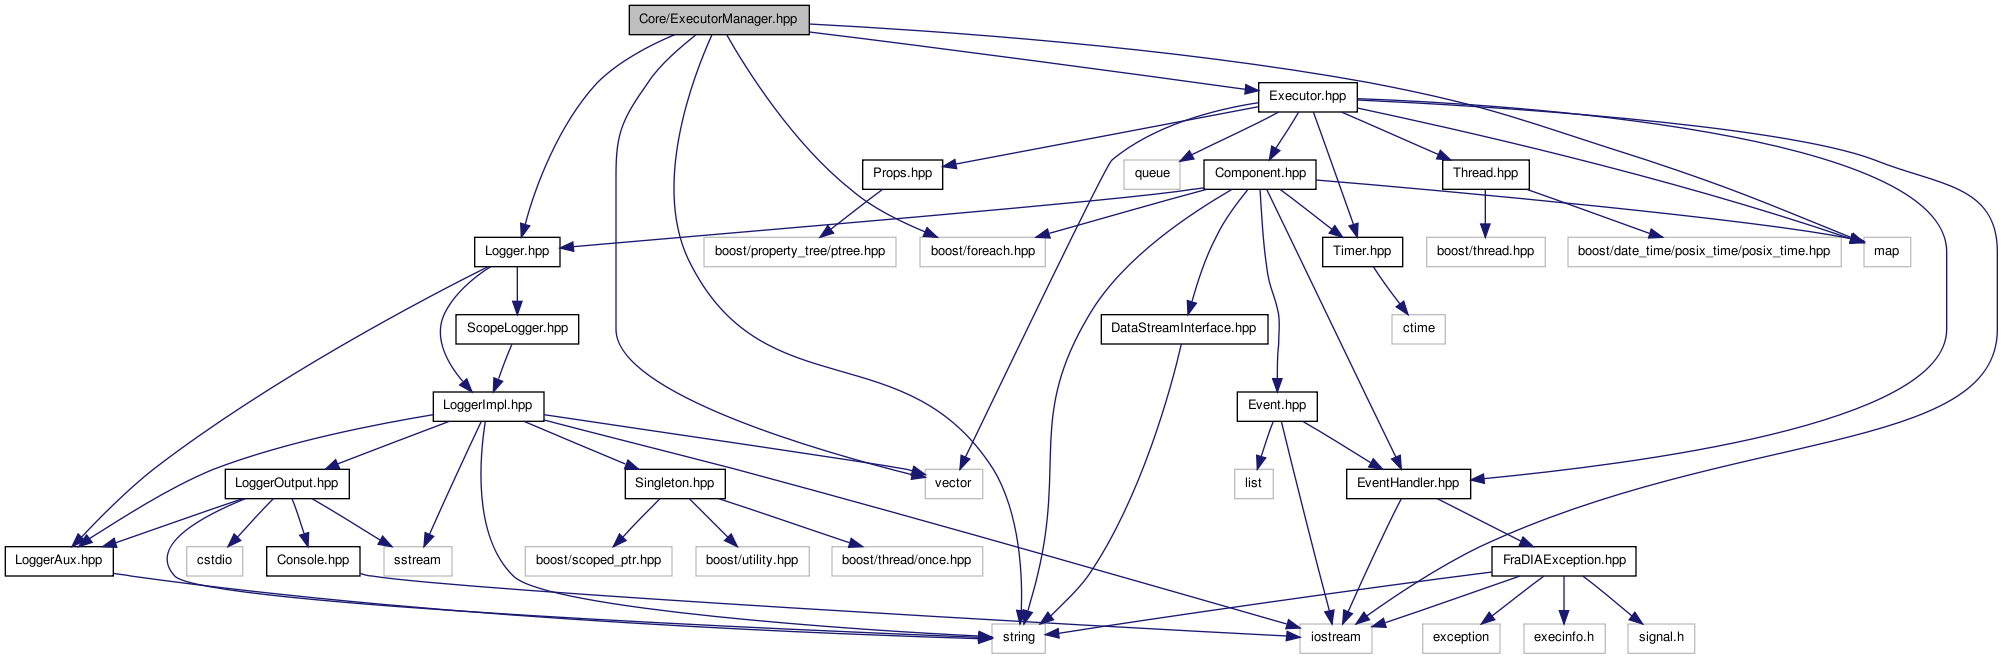 Core/ExecutorManager.hpp
Executor.hpp
Props.hpp
queue
Component.hpp
Thread.hpp
Logger.hpp
boost/property_tree/ptree.hpp
boost/foreach.hpp
Timer.hpp
boost/thread.hpp
boost/date_time/posix_time/posix_time.hpp
map
ScopeLogger.hpp
DataStreamInterface.hpp
ctime
LoggerImpl.hpp
Event.hpp
LoggerOutput.hpp
Singleton.hpp
vector
list
EventHandler.hpp
LoggerAux.hpp
cstdio
Console.hpp
sstream
boost/scoped_ptr.hpp
boost/utility.hpp
boost/thread/once.hpp
FraDIAException.hpp
string
iostream
exception
execinfo.h
signal.h